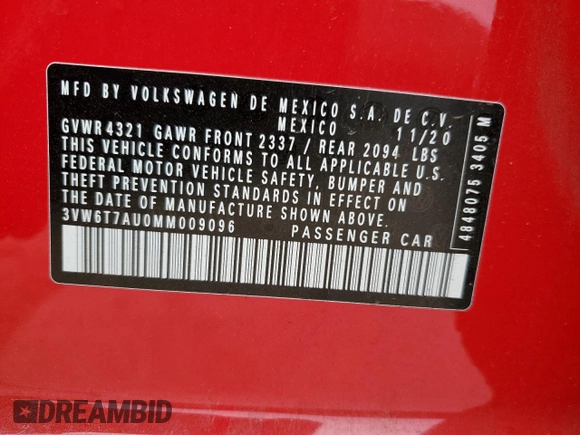 MFD BY VOLKSWAGEN DE MEXICO S.A. DE C.V.
MEXICO 11/20
GVWR 4321 GAWR FRONT 2337 / REAR 2094 LBS
THIS VEHICLE CONFORMS TO ALL APPLICABLE U.S.
FEDERAL MOTOR VEHICLE SAFETY, BUMPER AND
THEFT PREVENTION STANDARDS IN EFFECT ON
THE DATE OF MANUFACTURE SHOWN ABOVE.
3VW6T7AU0MM009096 PASSENGER CAR
4848075 3405 M
DREAMBID